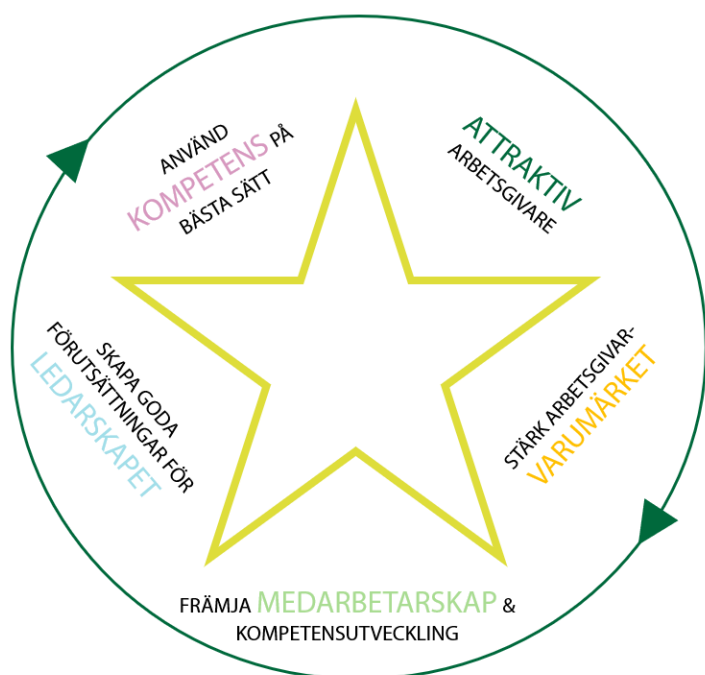 ANVÄND
KOMPETENS PÅ
BÄSTA SÄTT
ATTRAKTIV
ARBETSGIVARE
STÄRK ARBETSGIVAR-
VARUMÄRKET
FRÄMJA MEDARBETARSKAP &
KOMPETENSUTVECKLING
SKAPA GODA
FÖRUTSÄTTNINGAR FÖR
LEDARSKAPET